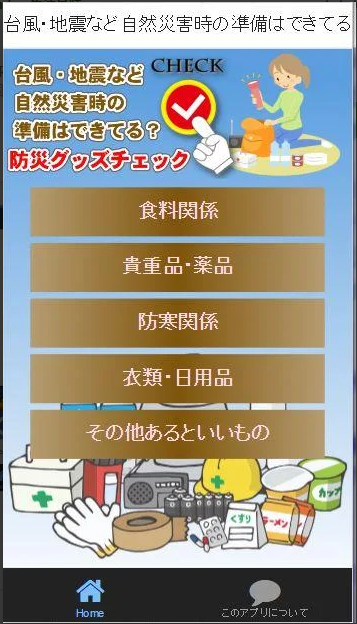 台風・地震など自然災害時の準備はできてる
台風・地震など
自然災害時の
準備はできてる？
CHECK
防災グッズチェック
食料関係
貴重品・薬品
防寒関係
衣類・日用品
その他あるといいもの
くすり
ラーメン
カップ
Home
このアプリについて